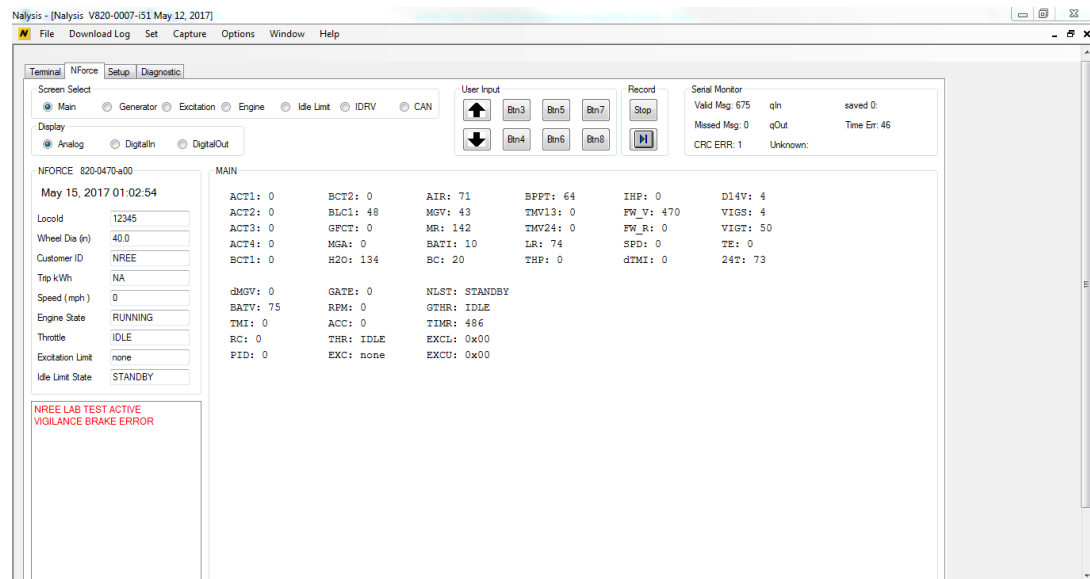 Nalysis - [Nalysis V820-0007-i51 May 12, 2017]
N File Download Log Set Capture Options Window Help
Terminal NForce Setup Diagnostic
Screen Select
Main Generator Excitation Engine Idle Limit IDRV CAN
Display
Analog DigitalIn DigitalOut
User Input
Btn3 Btn5 Btn7
Btn4 Btn6 Btn8
Record
Stop
Serial Monitor
Valid Msg: 675 qIn saved 0:
Missed Msg: 0 qOut Time Err: 46
CRC ERR: 1 Unknown:
NFORCE 820-0470-a00
May 15, 2017 01:02:54
LocoId 12345
Wheel Dia (in) 40.0
Customer ID NREE
Trip kWh NA
Speed ( mph ) 0
Engine State RUNNING
Throttle IDLE
Excitation Limit none
Idle Limit State STANDBY
NREE LAB TEST ACTIVE
VIGILANCE BRAKE ERROR
MAIN
ACT1: 0 BCT2: 0 AIR: 71 BPPT: 64 IHP: 0 D14V: 4
ACT2: 0 BLC1: 48 MGV: 43 TMV13: 0 FW_V: 470 VIGS: 4
ACT3: 0 GFCT: 0 MR: 142 TMV24: 0 FW_R: 0 VIGT: 50
ACT4: 0 MGA: 0 BATI: 10 LR: 74 SPD: 0 TE: 0
BCT1: 0 H2O: 134 BC: 20 THP: 0 dTMI: 0 24T: 73
dMGV: 0 GATE: 0 NLST: STANDBY
BATV: 75 RPM: 0 GTHR: IDLE
TMI: 0 ACC: 0 TIMR: 486
RC: 0 THR: IDLE EXCL: 0x00
PID: 0 EXC: none EXCU: 0x00